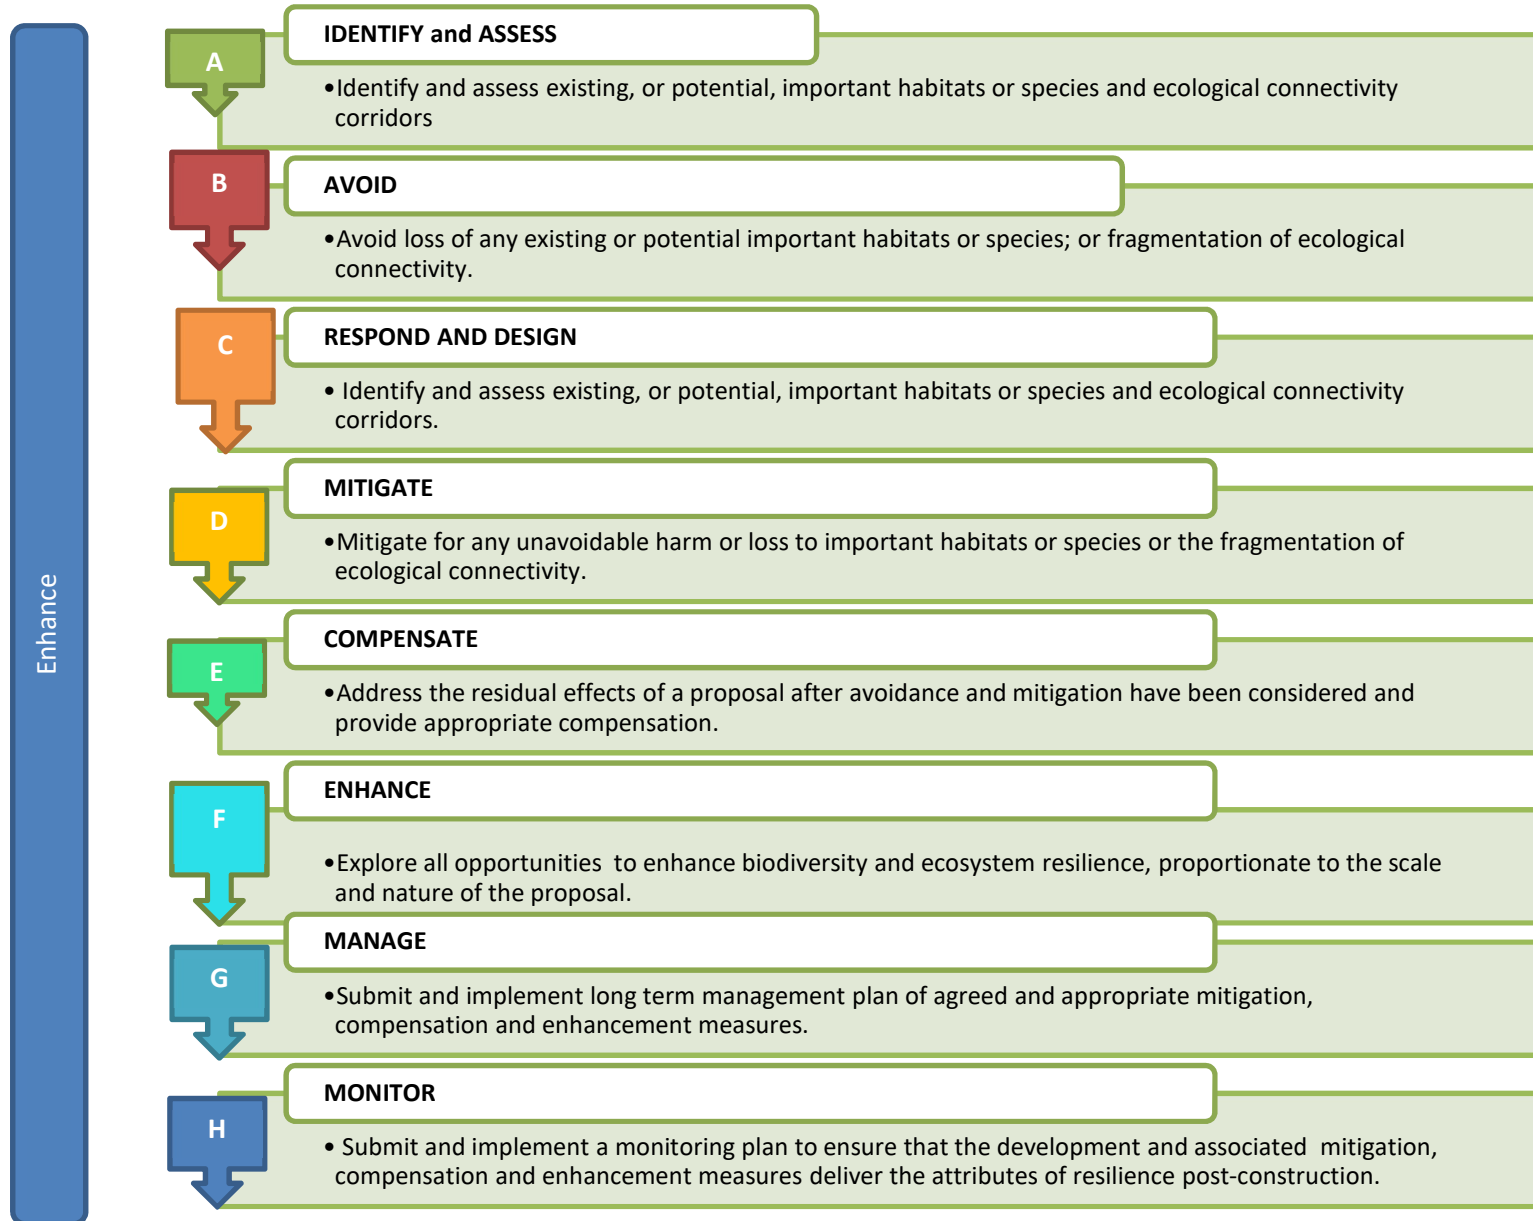 Enhance
A
IDENTIFY and ASSESS
•Identify and assess existing, or potential, important habitats or species and ecological connectivity
corridors
B
AVOID
•Avoid loss of any existing or potential important habitats or species; or fragmentation of ecological
connectivity.
C
RESPOND AND DESIGN
• Identify and assess existing, or potential, important habitats or species and ecological connectivity
corridors.
D
MITIGATE
•Mitigate for any unavoidable harm or loss to important habitats or species or the fragmentation of
ecological connectivity.
E
COMPENSATE
•Address the residual effects of a proposal after avoidance and mitigation have been considered and
provide appropriate compensation.
F
ENHANCE
•Explore all opportunities to enhance biodiversity and ecosystem resilience, proportionate to the scale
and nature of the proposal.
G
MANAGE
•Submit and implement long term management plan of agreed and appropriate mitigation,
compensation and enhancement measures.
H
MONITOR
• Submit and implement a monitoring plan to ensure that the development and associated mitigation,
compensation and enhancement measures deliver the attributes of resilience post-construction.